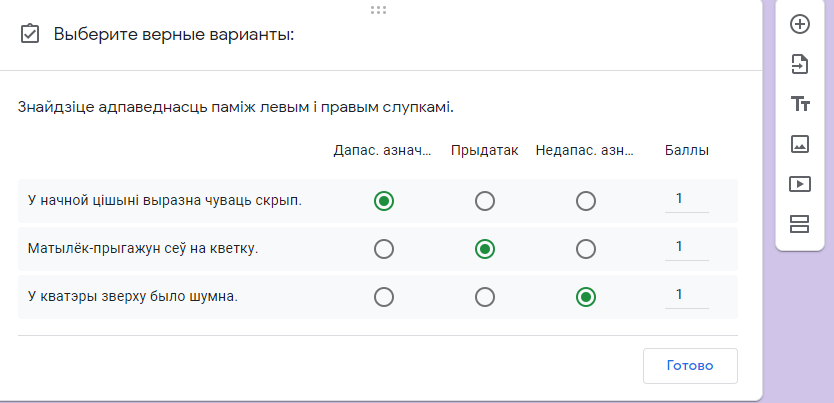 Выберите верные варианты:
Знайдзіце адпаведнасць паміж левым і правым слупкамі.
Дапас. азнач... Прыдатак Недапас. азн... Баллы
У начной цішыні выразна чуваць скрып. 1
Матылёк-прыгажун сеў на кветку. 1
У кватэры зверху было шумна. 1
Готово
Тт